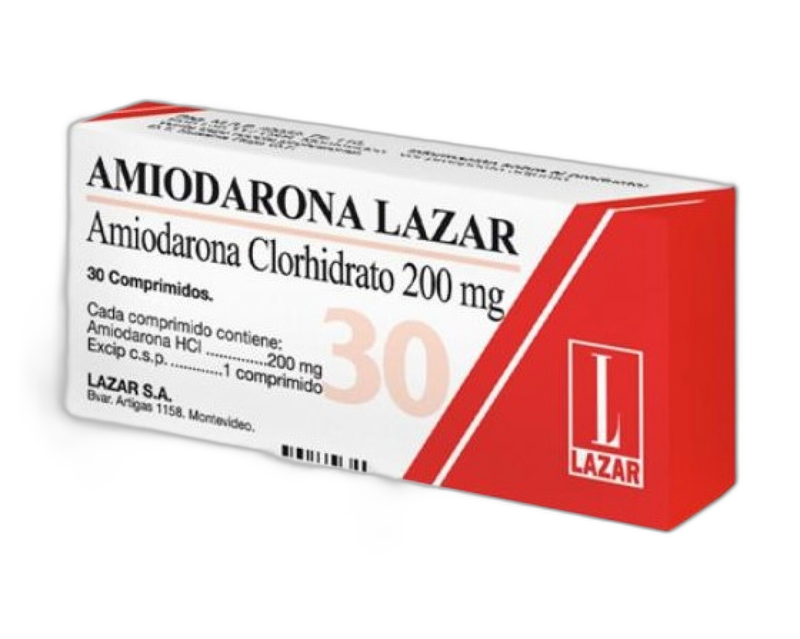 AMIODARONA LAZAR
Amiodarona Clorhidrato 200 mg
30 Comprimidos.
30
Cada comprimido contiene:
Amiodarona HCl .............200 mg
Excip c.s.p. ............1 comprimido
LAZAR S.A.
Bvar. Artigas 1158. Montevideo.
L
LAZAR